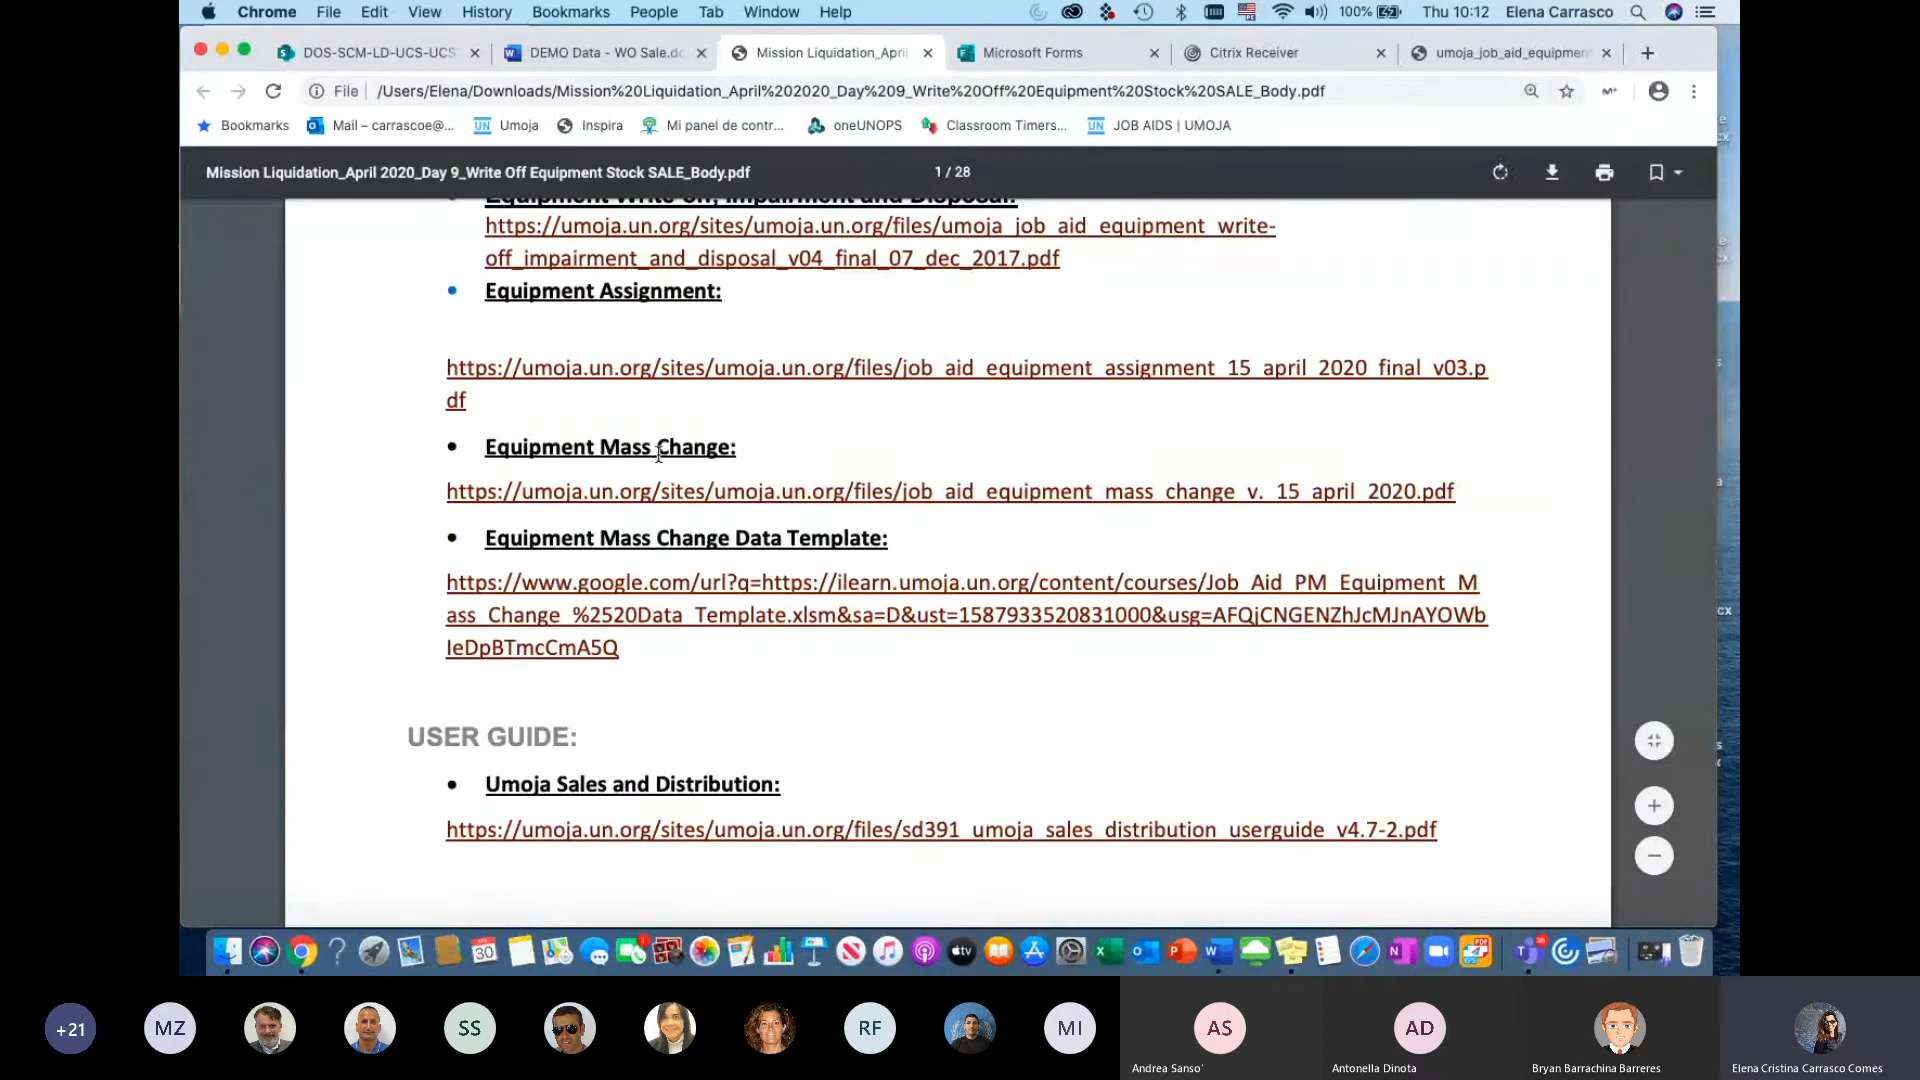 Chrome File Edit View History Bookmarks People Tab Window Help 100% Thu 10:12 Elena Carrasco
DOS-SCM-LD-UCS-UCS DEMO Data - WO Sale.do Mission Liquidation_April Microsoft Forms Citrix Receiver umoja_job_aid_equipmen
File /Users/Elena/Downloads/Mission%20Liquidation_April%202020_Day%209_Write%20Off%20Equipment%20Stock%20SALE_Body.pdf
Bookmarks Mail – carrascoe@... Umoja Inspira Mi panel de contr... oneUNOPS Classroom Timers... JOB AIDS | UMOJA
Mission Liquidation_April 2020_Day 9_Write Off Equipment Stock SALE_Body.pdf 1 / 28
Equipment Write Off, Impairment and Disposal:
https://umoja.un.org/sites/umoja.un.org/files/umoja_job_aid_equipment_write-
off_impairment_and_disposal_v04_final_07_dec_2017.pdf
• Equipment Assignment:
https://umoja.un.org/sites/umoja.un.org/files/job_aid_equipment_assignment_15_april_2020_final_v03.p
df
• Equipment Mass Change:
https://umoja.un.org/sites/umoja.un.org/files/job_aid_equipment_mass_change_v._15_april_2020.pdf
• Equipment Mass Change Data Template:
https://www.google.com/url?q=https://ilearn.umoja.un.org/content/courses/Job_Aid_PM_Equipment_M
ass_Change_%2520Data_Template.xlsm&sa=D&ust=1587933520831000&usg=AFQjCNGENZhJcMJnAYOWb
IeDpBTmcCmA5Q
USER GUIDE:
• Umoja Sales and Distribution:
https://umoja.un.org/sites/umoja.un.org/files/sd391_umoja_sales_distribution_userguide_v4.7-2.pdf
30
tv
+21 MZ SS RF MI AS AD
Andrea Sanso' Antonella Dinota Bryan Barrachina Barreres Elena Cristina Carrasco Comes